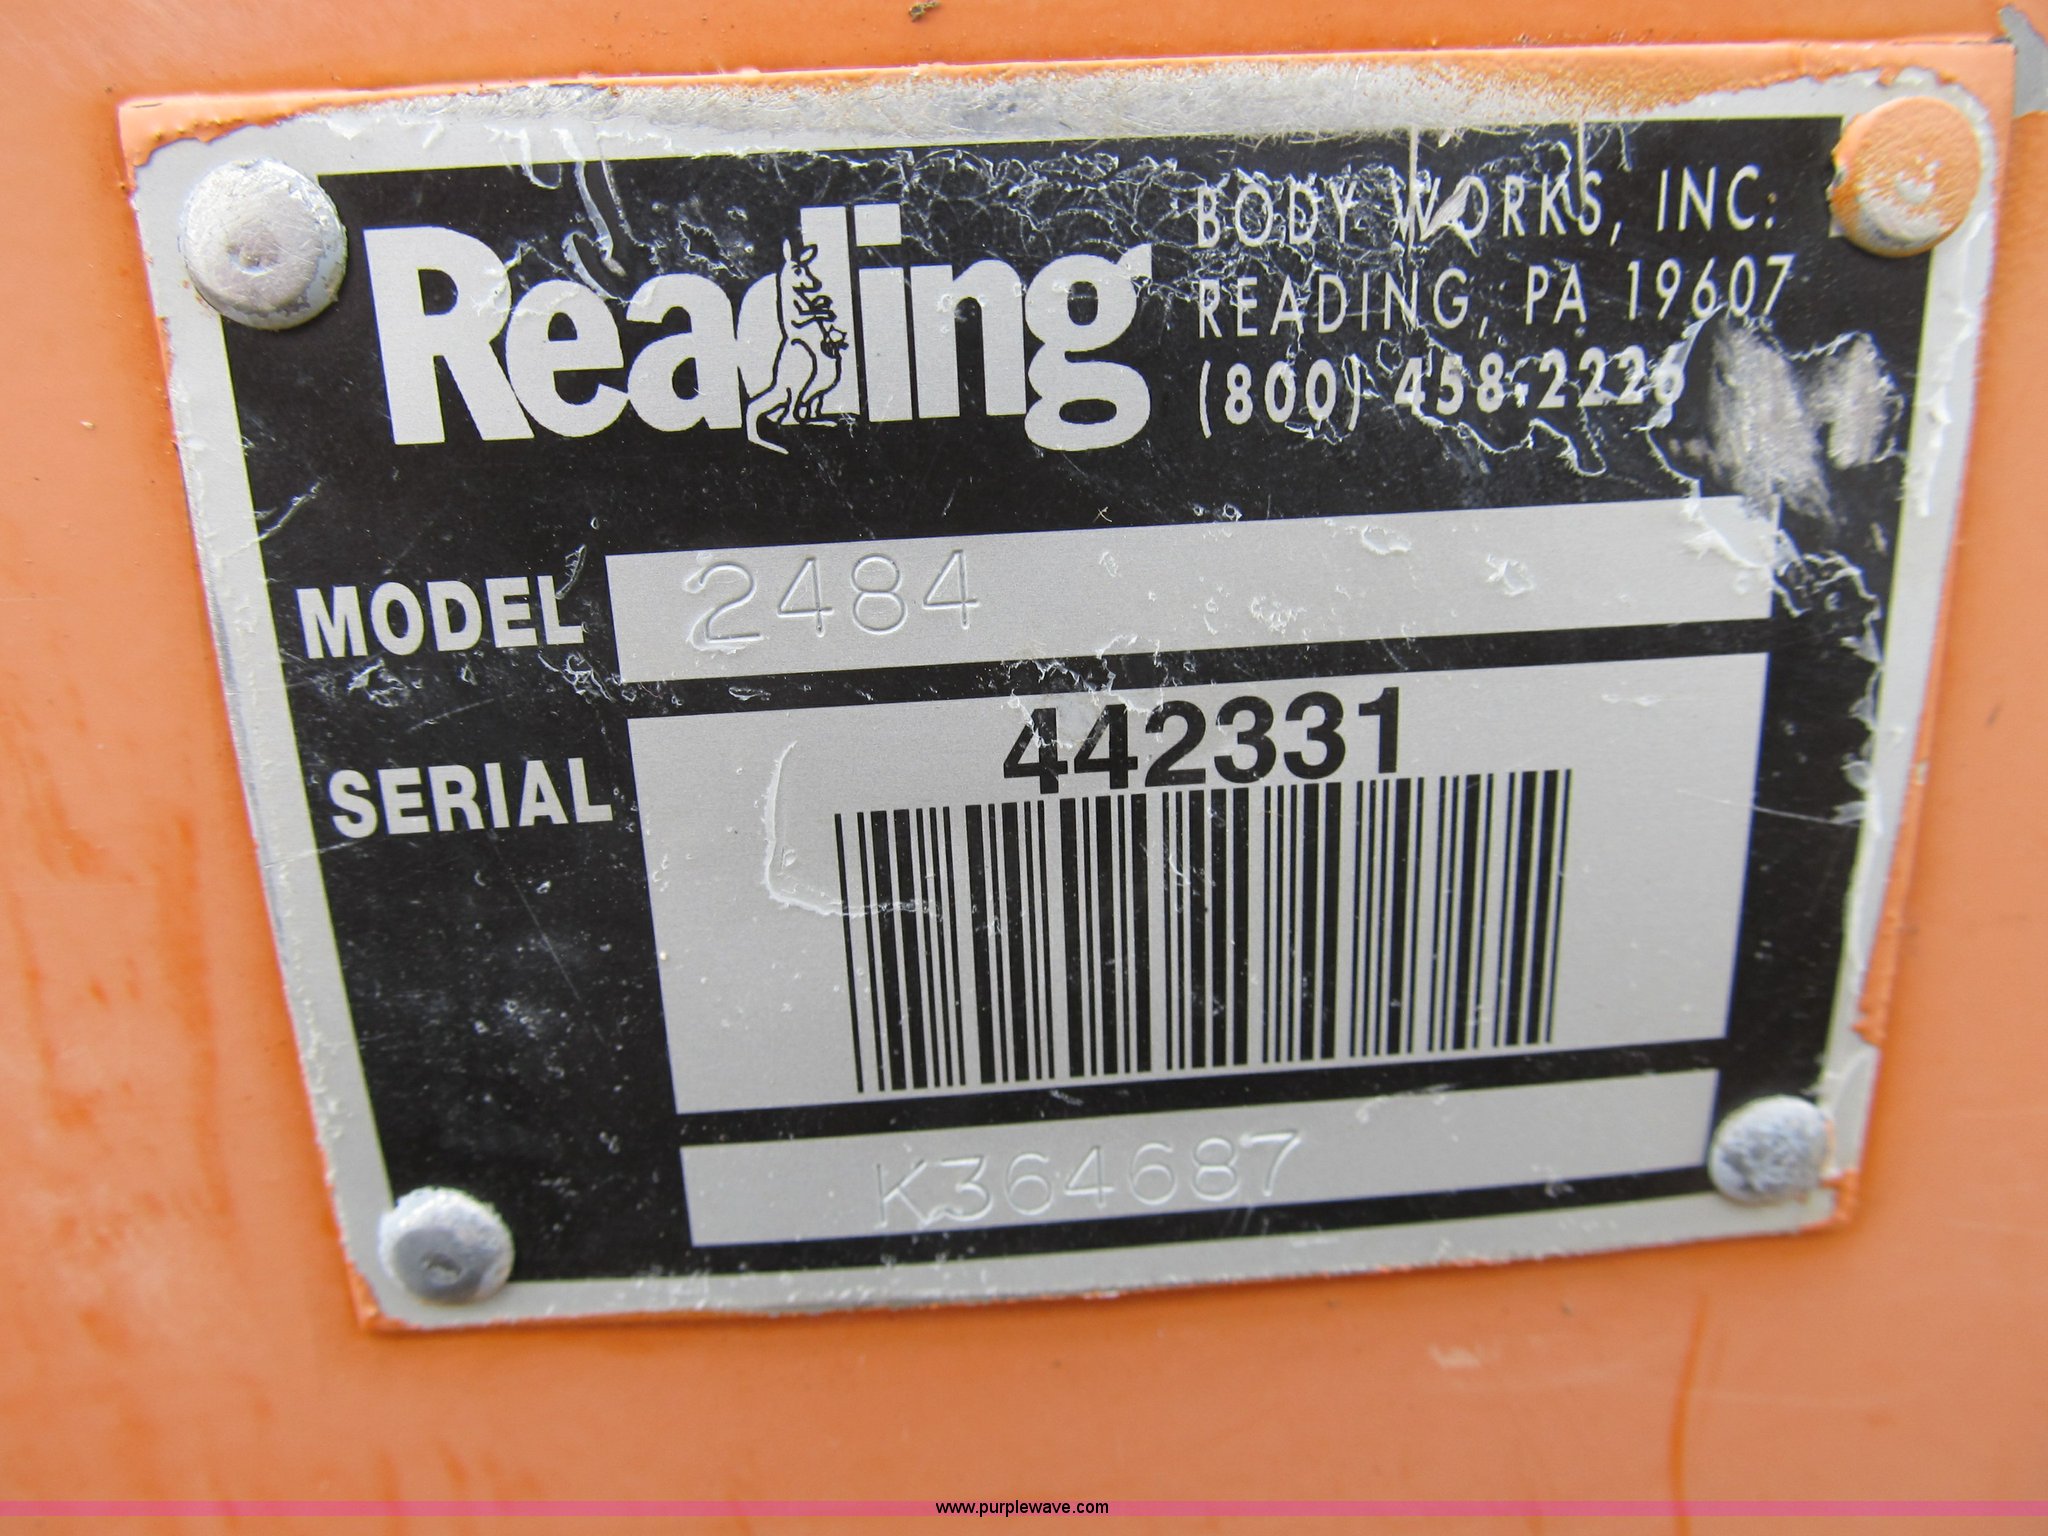 Reading
BODY WORKS, INC.
READING, PA 19607
(800) 458-2226
MODEL 2484
SERIAL 442331
K364687
www.purplewave.com